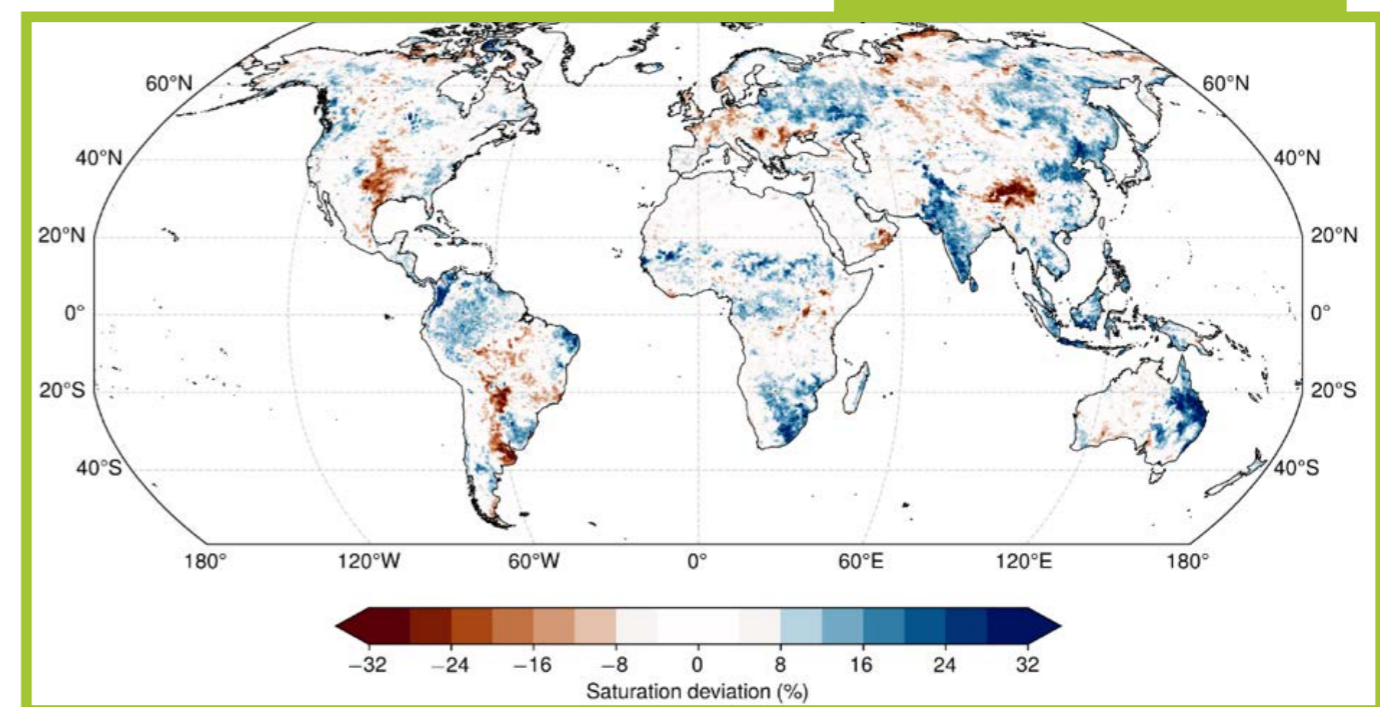 60°N 60°N
40°N 40°N
20°N 20°N
0° 0°
20°S 20°S
40°S 40°S
180° 120°W 60°W 0° 60°E 120°E 180°
−32 −24 −16 −8 0 8 16 24 32
Saturation deviation (%)